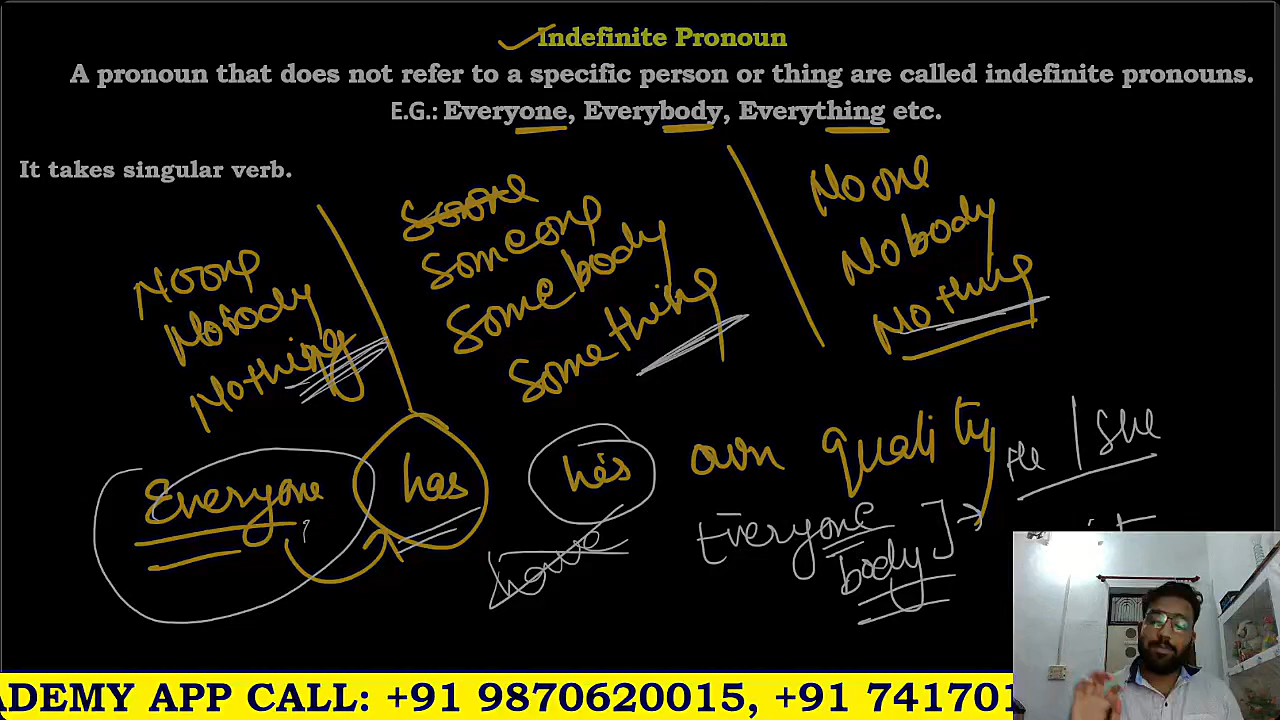 Indefinite Pronoun
A pronoun that does not refer to a specific person or thing are called indefinite pronouns.
E.G.: Everyone, Everybody, Everything etc.
It takes singular verb.
Noone
Nobody
Nothing
Someone
Somebody
Something
No one
Nobody
Nothing
Everyone has his own quality
He / She
have
Everyone
body
ADEMY APP CALL: +91 9870620015, +91 74170